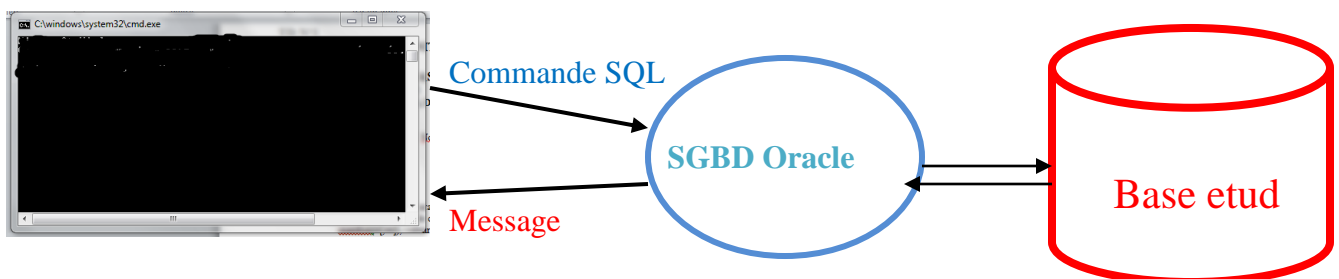 C:\windows\system32\cmd.exe
Commande SQL
SGBD Oracle
Base etud
Message